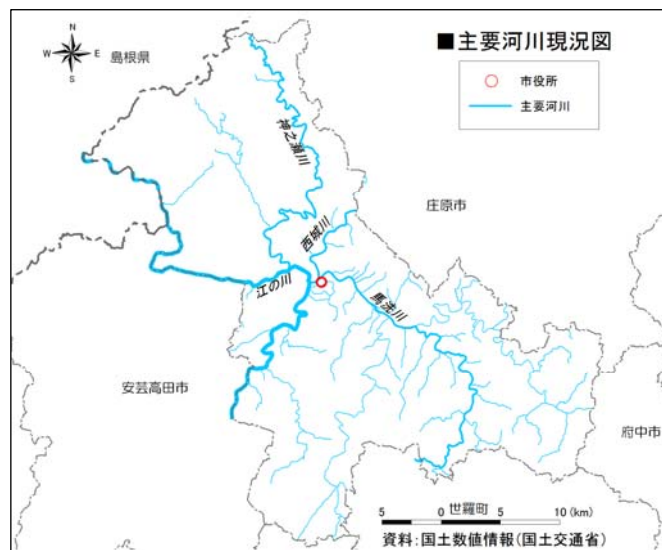 ■主要河川現況図
N
W E
S
島根県
市役所
主要河川
神之瀬川
庄原市
西城川
江の川
馬洗川
安芸高田市
府中市
世羅町
5 0 5 10 (km)
資料:国土数値情報(国土交通省)